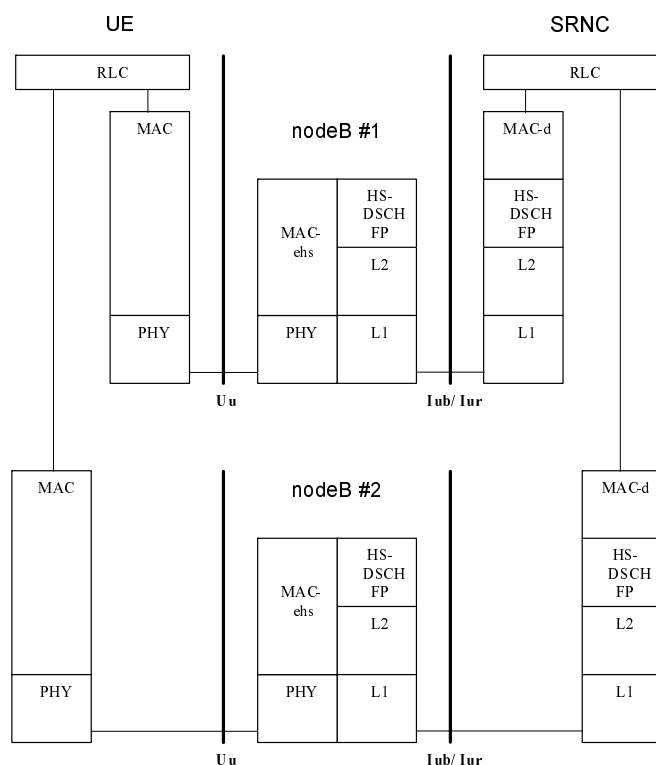 UE
SRNC
RLC
RLC
MAC
nodeB #1
MAC-d
HS-
DSCH
FP
HS-
DSCH
FP
MAC-
ehs
L2
L2
PHY
PHY
L1
L1
Uu
Iub/ Iur
MAC
nodeB #2
MAC-d
HS-
DSCH
FP
HS-
DSCH
FP
MAC-
ehs
L2
L2
PHY
PHY
L1
L1
Uu
Iub/ Iur